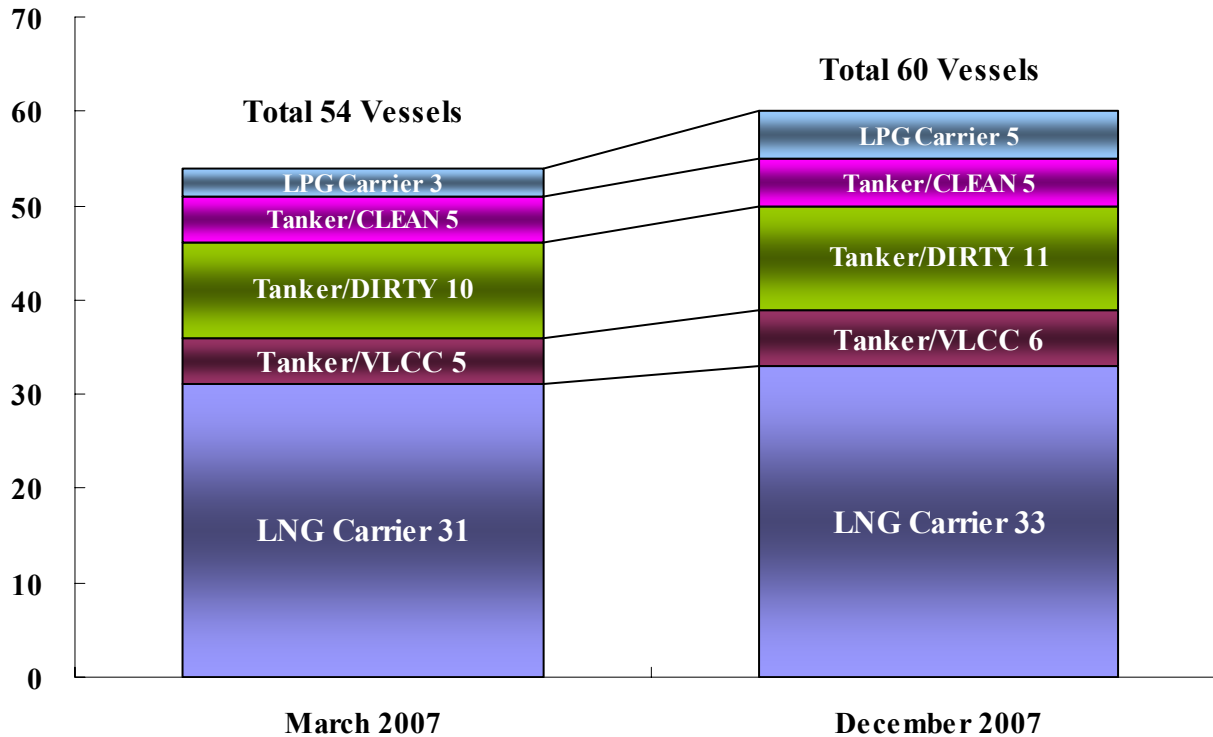 70
60
50
40
30
20
10
0
Total 54 Vessels
LPG Carrier 3
Tanker/CLEAN 5
Tanker/DIRTY 10
Tanker/VLCC 5
LNG Carrier 31
March 2007
Total 60 Vessels
LPG Carrier 5
Tanker/CLEAN 5
Tanker/DIRTY 11
Tanker/VLCC 6
LNG Carrier 33
December 2007